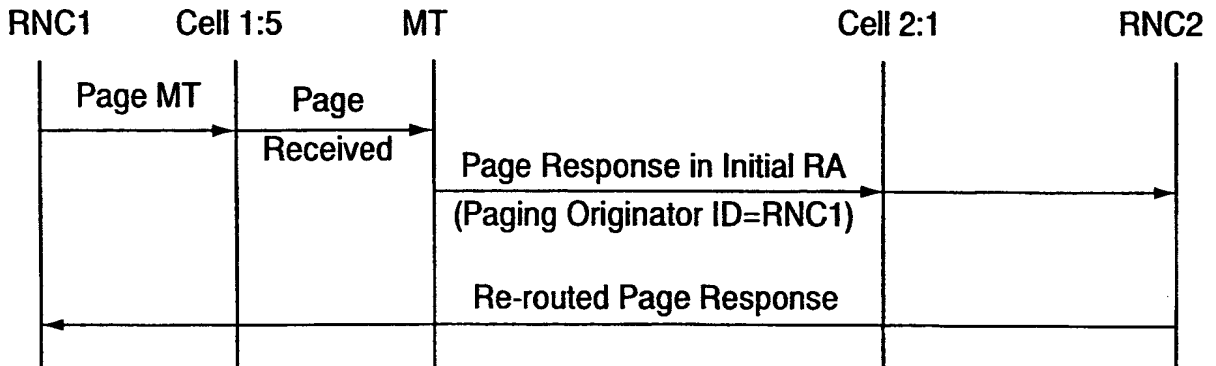 RNC1 Cell 1:5 MT Cell 2:1 RNC2
Page MT
Page
Received
Page Response in Initial RA
(Paging Originator ID=RNC1)
Re-routed Page Response